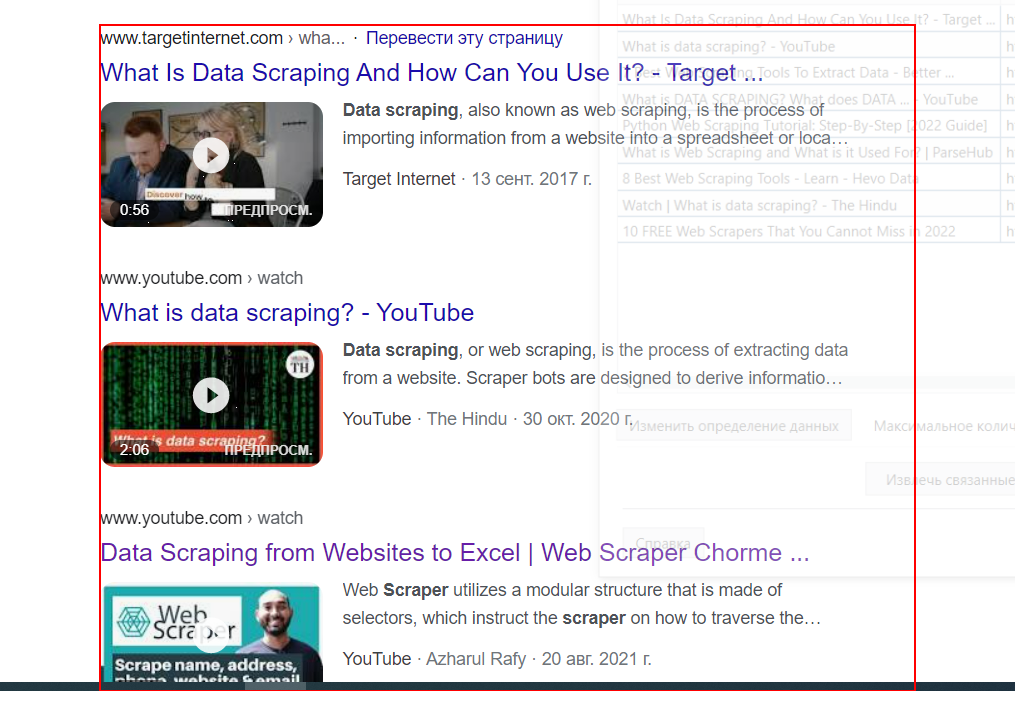 www.targetinternet.com › wha... · Перевести эту страницу
What Is Data Scraping And How Can You Use It? - Target ...
Data scraping, also known as web scraping, is the process of
importing information from a website into a spreadsheet or loca…
Target Internet · 13 сент. 2017 г.
Discover how
0:56
ПРЕДПРОСМ.
www.youtube.com › watch
What is data scraping? - YouTube
Data scraping, or web scraping, is the process of extracting data
from a website. Scraper bots are designed to derive informatio…
YouTube · The Hindu · 30 окт. 2020 г.
TH
What is data scraping?
2:06
ПРЕДПРОСМ.
www.youtube.com › watch
Data Scraping from Websites to Excel | Web Scraper Chorme ...
Web Scraper utilizes a modular structure that is made of
selectors, which instruct the scraper on how to traverse the…
YouTube · Azharul Rafy · 20 авг. 2021 г.
Web
Scraper
Scrape name, address,
phone, website & email
What Is Data Scraping And How Can You Use It? - Target ...
What is data scraping? - YouTube
Best Web Scraping Tools To Extract Data - Better ...
What is DATA SCRAPING? What does DATA ... - YouTube
Python Web Scraping Tutorial: Step-By-Step [2022 Guide]
What is Web Scraping and What is it Used For? | ParseHub
8 Best Web Scraping Tools - Learn - Hevo Data
Watch | What is data scraping? - The Hindu
10 FREE Web Scrapers That You Cannot Miss in 2022
Изменить определение данных
Максимальное колич
Извлечь связанные
Справка